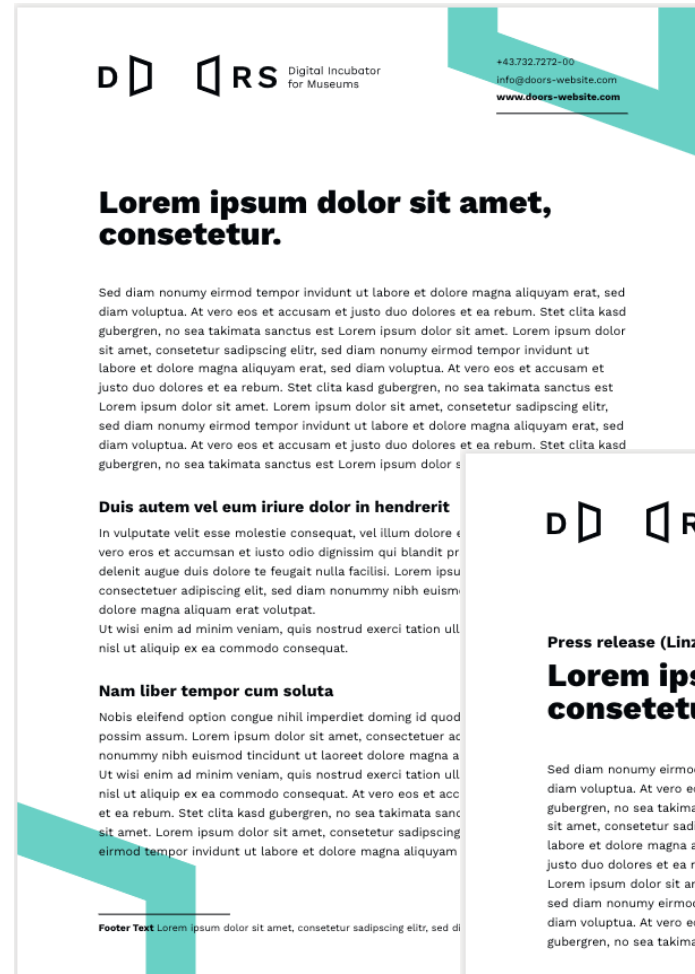 D RS Digital Incubator
for Museums
+43.732.7272-00
info@doors-website.com
www.doors-website.com
Lorem ipsum dolor sit amet,
consetetur.
Sed diam nonumy eirmod tempor invidunt ut labore et dolore magna aliquyam erat, sed
diam voluptua. At vero eos et accusam et justo duo dolores et ea rebum. Stet clita kasd
gubergren, no sea takimata sanctus est Lorem ipsum dolor sit amet. Lorem ipsum dolor
sit amet, consetetur sadipscing elitr, sed diam nonumy eirmod tempor invidunt ut
labore et dolore magna aliquyam erat, sed diam voluptua. At vero eos et accusam et
justo duo dolores et ea rebum. Stet clita kasd gubergren, no sea takimata sanctus est
Lorem ipsum dolor sit amet. Lorem ipsum dolor sit amet, consetetur sadipscing elitr,
sed diam nonumy eirmod tempor invidunt ut labore et dolore magna aliquyam erat, sed
diam voluptua. At vero eos et accusam et justo duo dolores et ea rebum. Stet clita kasd
gubergren, no sea takimata sanctus est Lorem ipsum dolor s
Duis autem vel eum iriure dolor in hendrerit
In vulputate velit esse molestie consequat, vel illum dolore
vero eros et accumsan et iusto odio dignissim qui blandit pr
delenit augue duis dolore te feugait nulla facilisi. Lorem ipsu
consectetuer adipiscing elit, sed diam nonummy nibh euism
dolore magna aliquam erat volutpat.
Ut wisi enim ad minim veniam, quis nostrud exerci tation ull
nisl ut aliquip ex ea commodo consequat.
Nam liber tempor cum soluta
Nobis eleifend option congue nihil imperdiet doming id quod
possim assum. Lorem ipsum dolor sit amet, consectetuer ad
nonummy nibh euismod tincidunt ut laoreet dolore magna a
Ut wisi enim ad minim veniam, quis nostrud exerci tation ull
nisl ut aliquip ex ea commodo consequat. At vero eos et acc
et ea rebum. Stet clita kasd gubergren, no sea takimata sanc
sit amet. Lorem ipsum dolor sit amet, consetetur sadipscing
eirmod tempor invidunt ut labore et dolore magna aliquyam
Footer Text Lorem ipsum dolor sit amet, consetetur sadipscing elitr, sed di
D R
Press release (Linz
Lorem ips
consetetu
Sed diam nonumy eirmod
diam voluptua. At vero e
gubergren, no sea takima
sit amet, consetetur sadi
labore et dolore magna a
justo duo dolores et ea r
Lorem ipsum dolor sit am
sed diam nonumy eirmod
diam voluptua. At vero e
gubergren, no sea takima